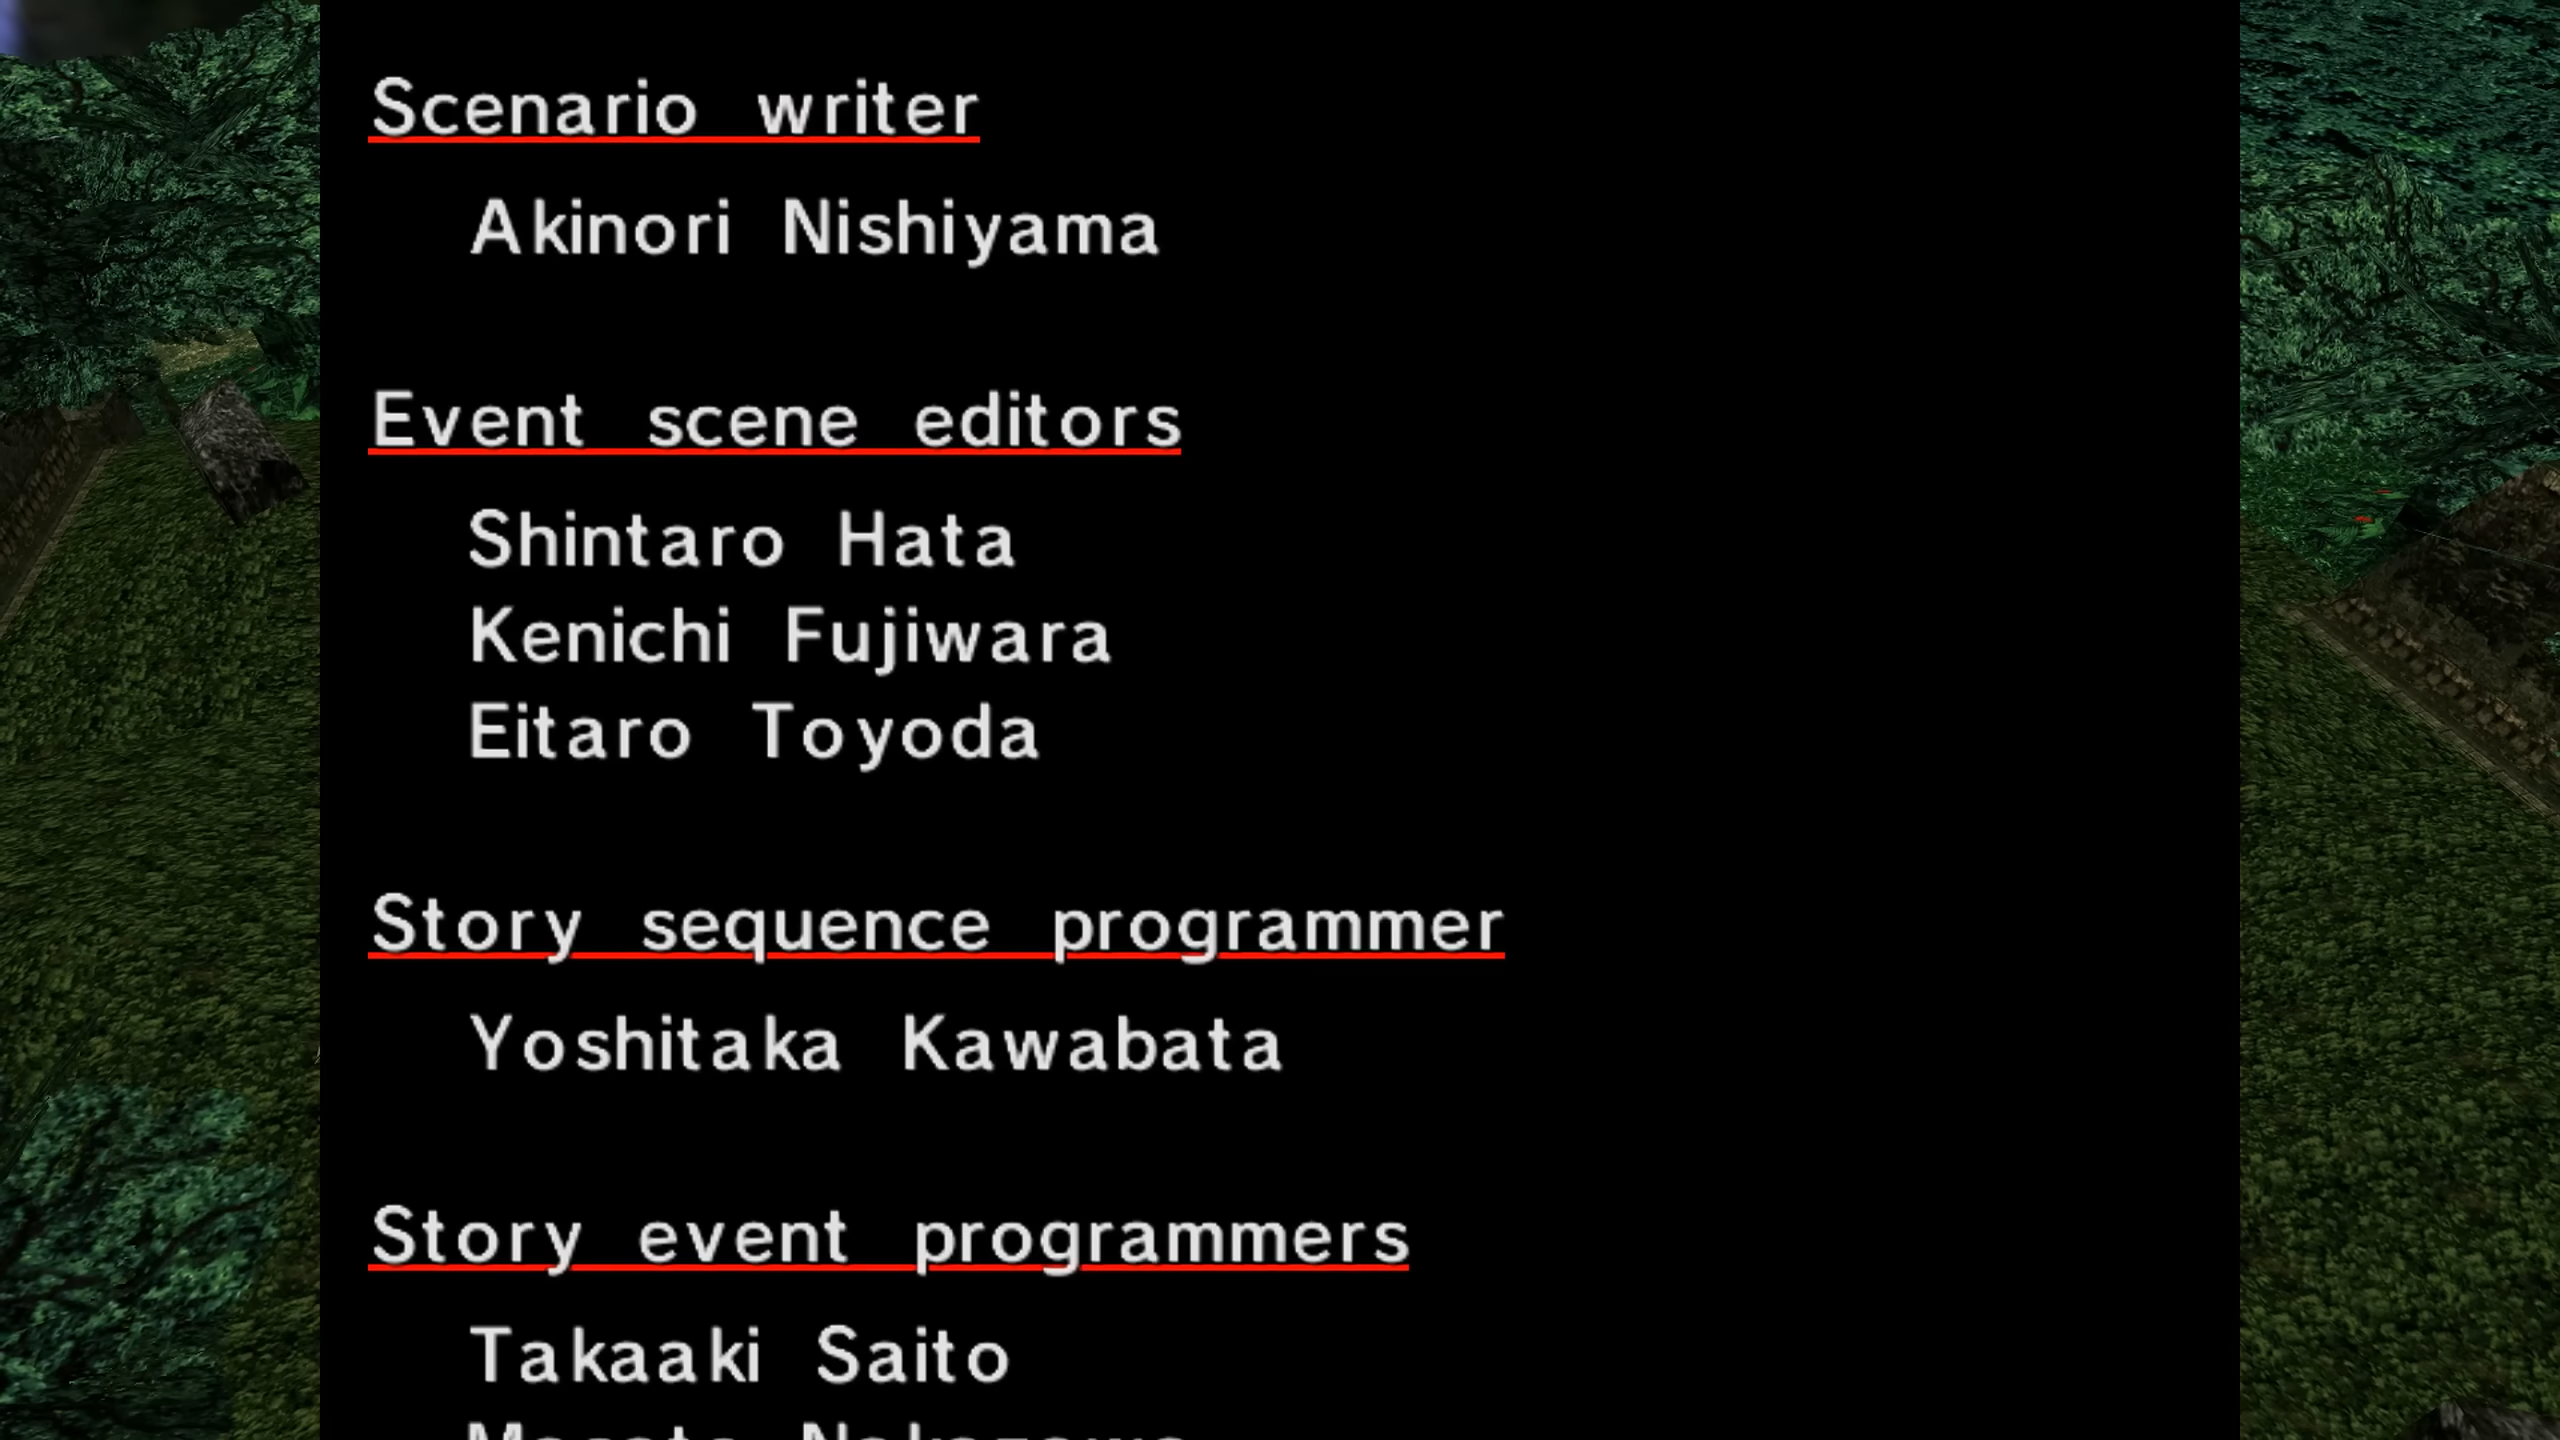 Scenario writer
Akinori Nishiyama
Event scene editors
Shintaro Hata
Kenichi Fujiwara
Eitaro Toyoda
Story sequence programmer
Yoshitaka Kawabata
Story event programmers
Takaaki Saito